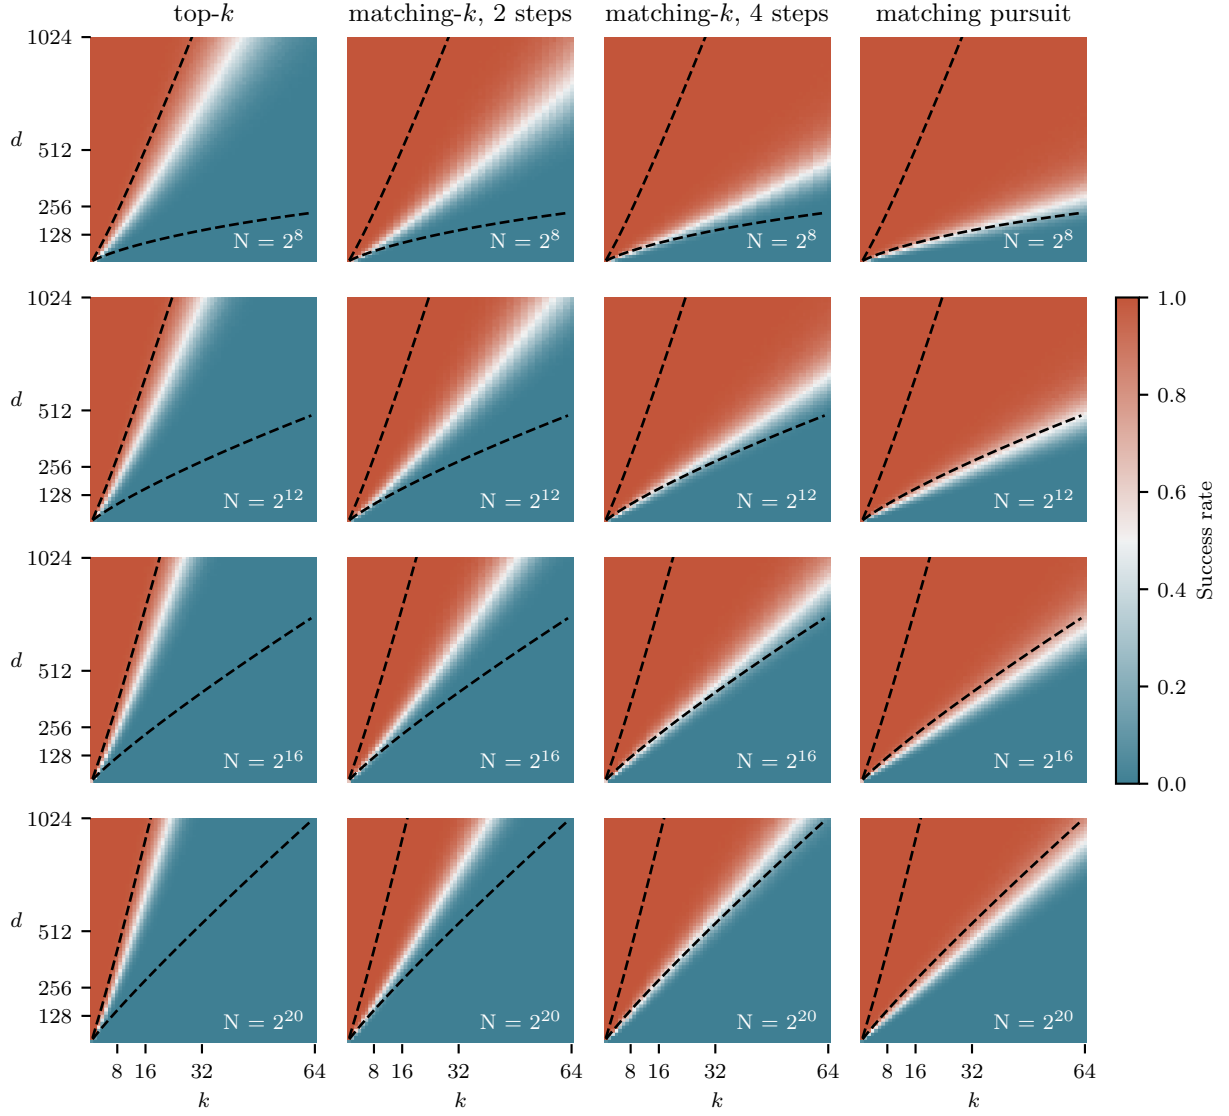 top-k matching-k, 2 steps matching-k, 4 steps matching pursuit
1024
d
512
256
128
N = 2^8 N = 2^8 N = 2^8 N = 2^8
1024
d
512
256
128
N = 2^12 N = 2^12 N = 2^12 N = 2^12
1024
d
512
256
128
N = 2^16 N = 2^16 N = 2^16 N = 2^16
1024
d
512
256
128
N = 2^20 N = 2^20 N = 2^20 N = 2^20
8 16 32 64 8 16 32 64 8 16 32 64 8 16 32 64
k k k k
1.0
0.8
0.6
0.4
0.2
0.0
Success rate